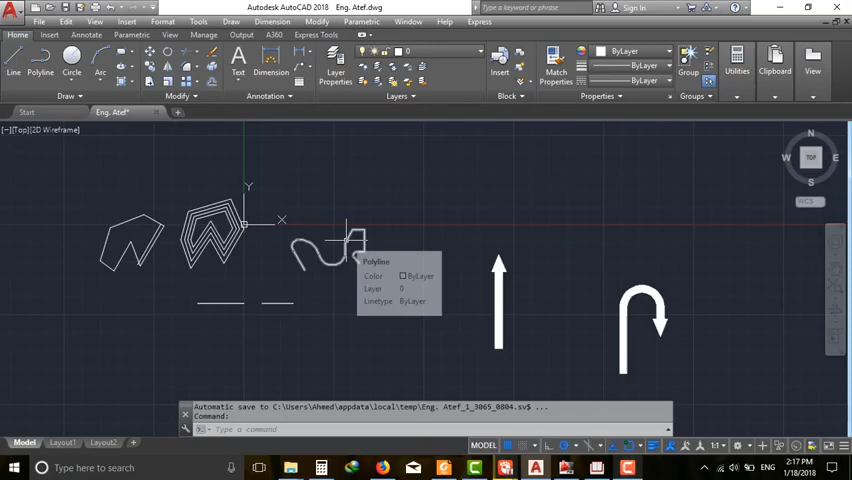 Autodesk AutoCAD 2018 Eng. Atef.dwg
Type a keyword or phrase
Sign In
File Edit View Insert Format Tools Draw Dimension Modify Parametric Window Help Express
Home Insert Annotate Parametric View Manage Output A360 Express Tools
Line Polyline Circle Arc
Text Dimension
Layer Properties
0
Insert
Match Properties
ByLayer
ByLayer
ByLayer
Group
Utilities
Clipboard
View
Draw Modify Annotation Layers Block Properties Groups
Start Eng. Atef*
[−][Top][2D Wireframe]
N
W TOP E
S
WCS
Y
X
Polyline
Color ByLayer
Layer 0
Linetype ByLayer
Automatic save to C:\Users\Ahmed\appdata\local\temp\Eng. Atef_1_3065_0804.sv$ ...
Command:
Type a command
Model Layout1 Layout2
MODEL
1:1
Type here to search
ENG
2:17 PM
1/18/2018